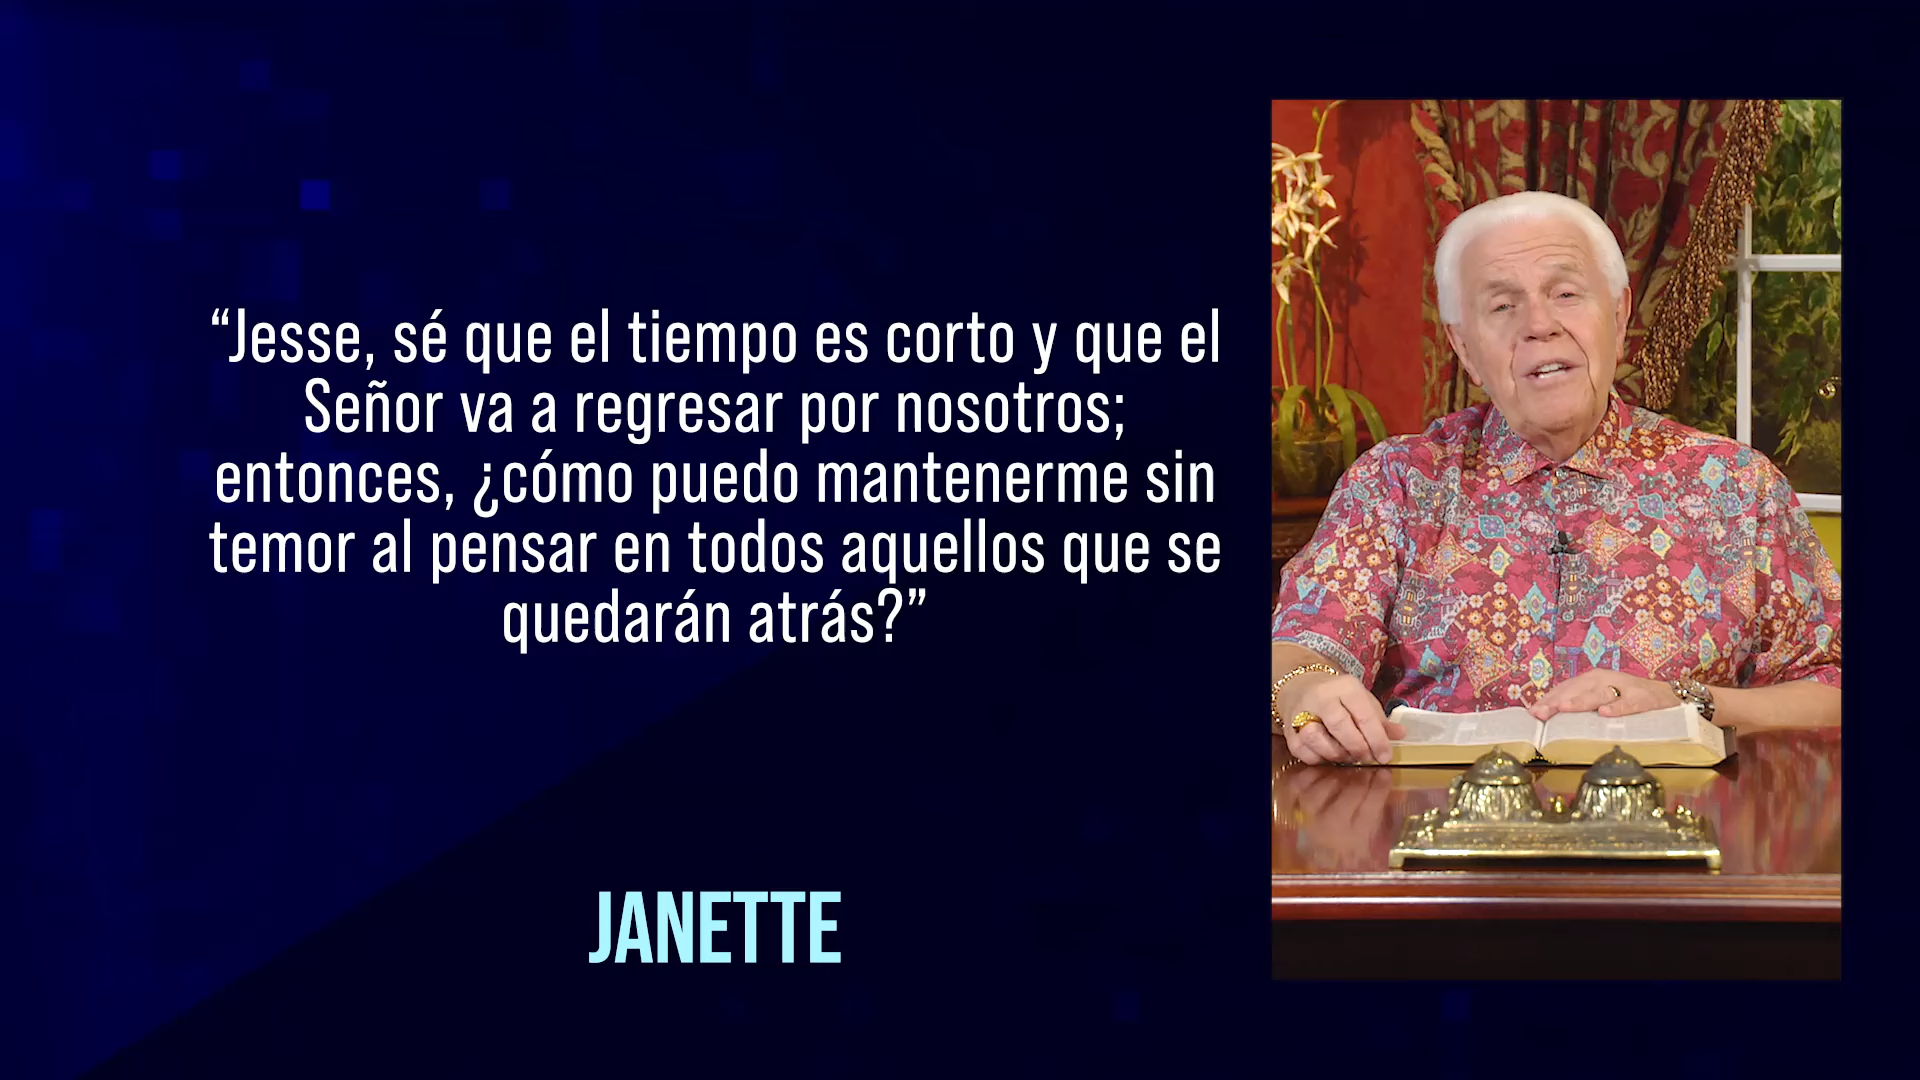 “Jesse, sé que el tiempo es corto y que el
Señor va a regresar por nosotros;
entonces, ¿cómo puedo mantenerme sin
temor al pensar en todos aquellos que se
quedarán atrás?”
JANETTE